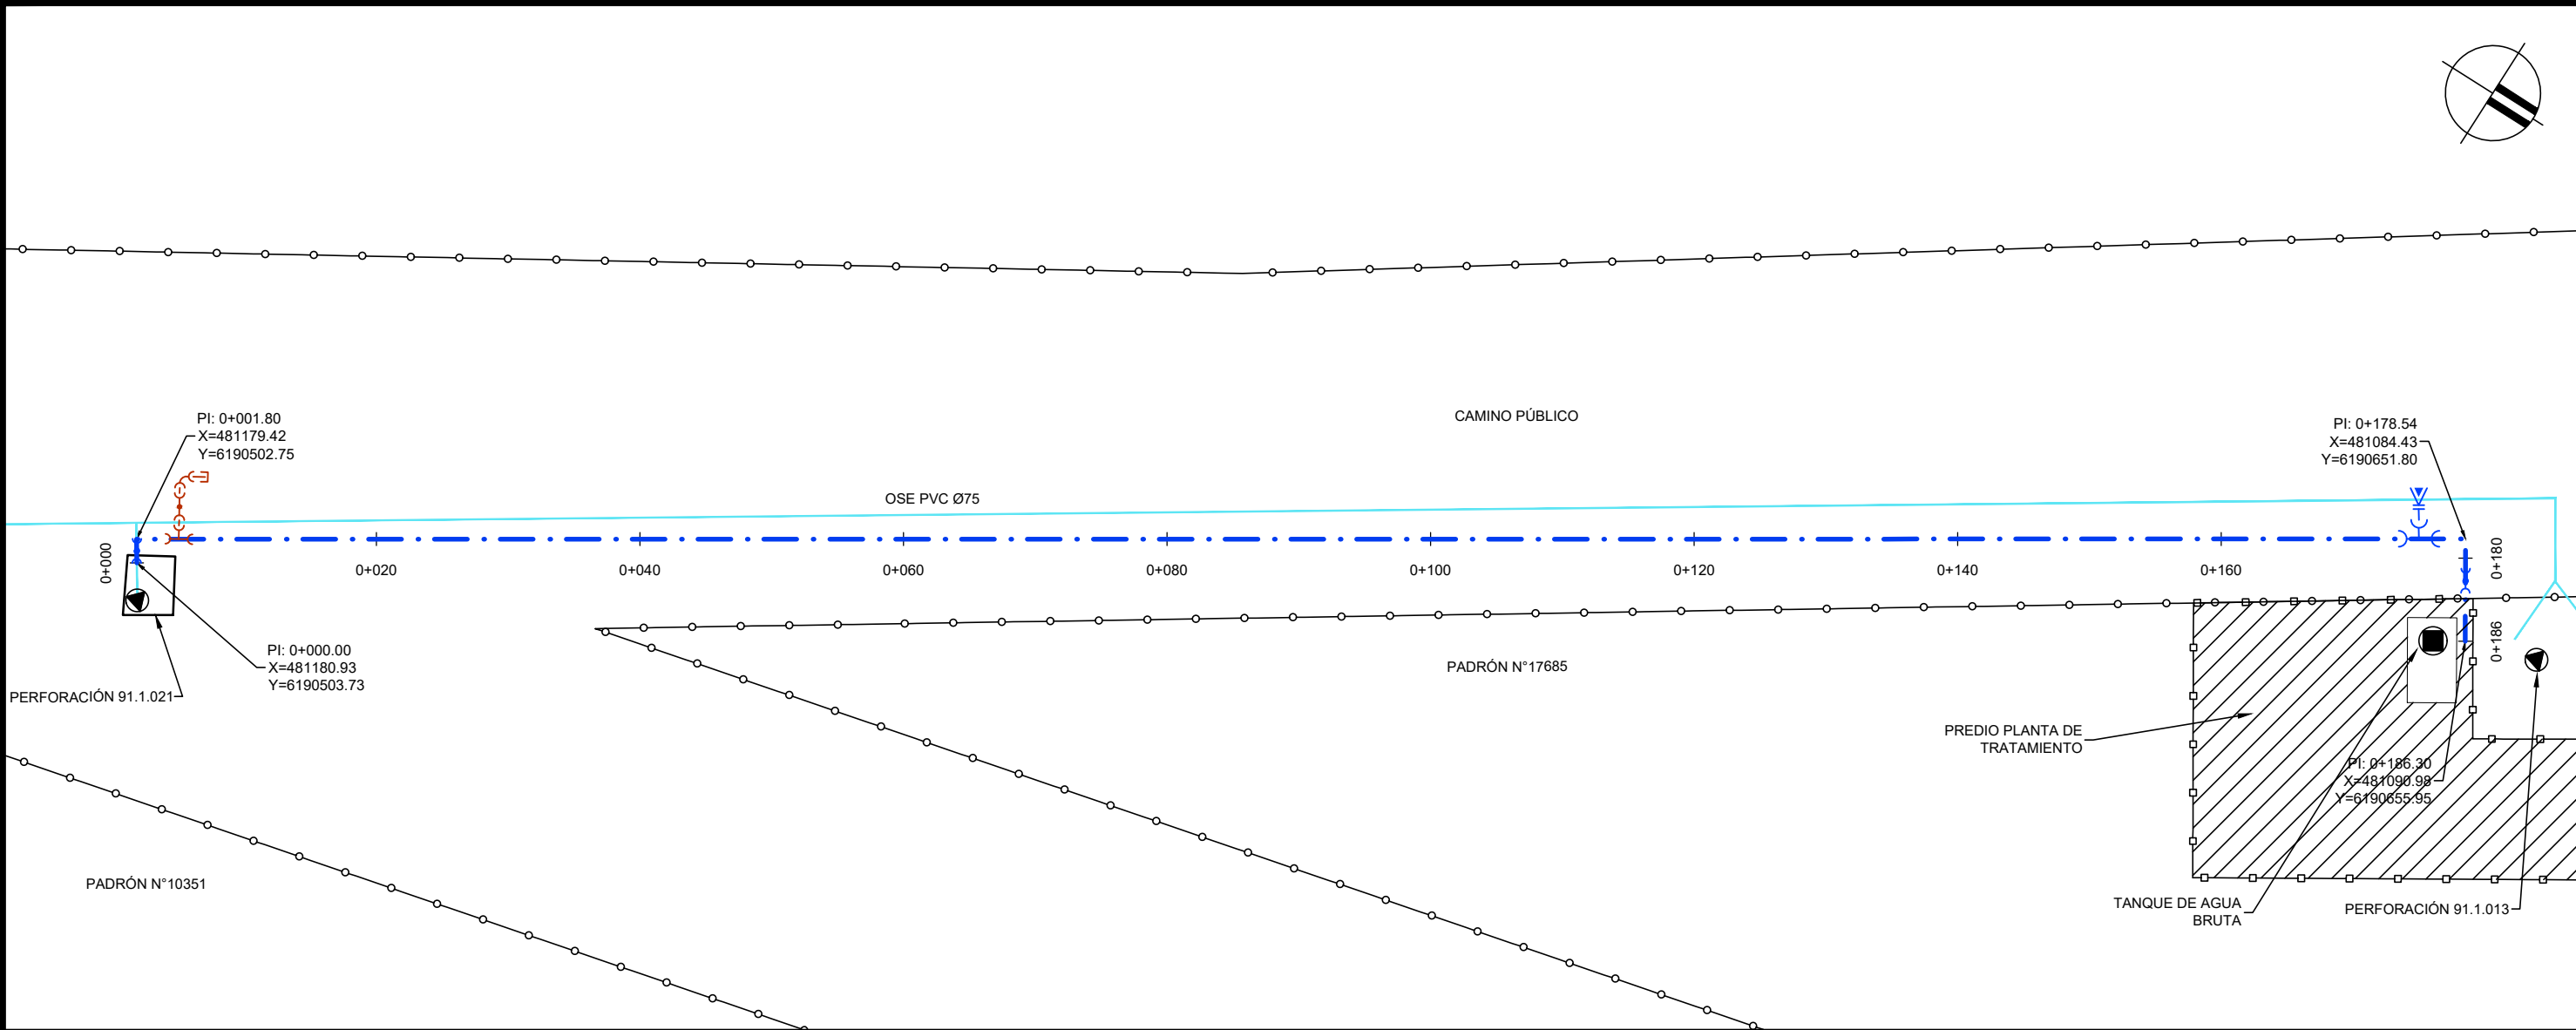 PI: 0+001.80
X=481179.42
Y=6190502.75
CAMINO PÚBLICO
PI: 0+178.54
X=481084.43
Y=6190651.80
OSE PVC Ø75
0+000
0+020
0+040
0+060
0+080
0+100
0+120
0+140
0+160
0+180
0+186
PI: 0+000.00
X=481180.93
Y=6190503.73
PERFORACIÓN 91.1.021
PADRÓN N°17685
PREDIO PLANTA DE
TRATAMIENTO
PI: 0+186.30
X=481090.98
Y=6190655.95
PADRÓN N°10351
TANQUE DE AGUA
BRUTA
PERFORACIÓN 91.1.013